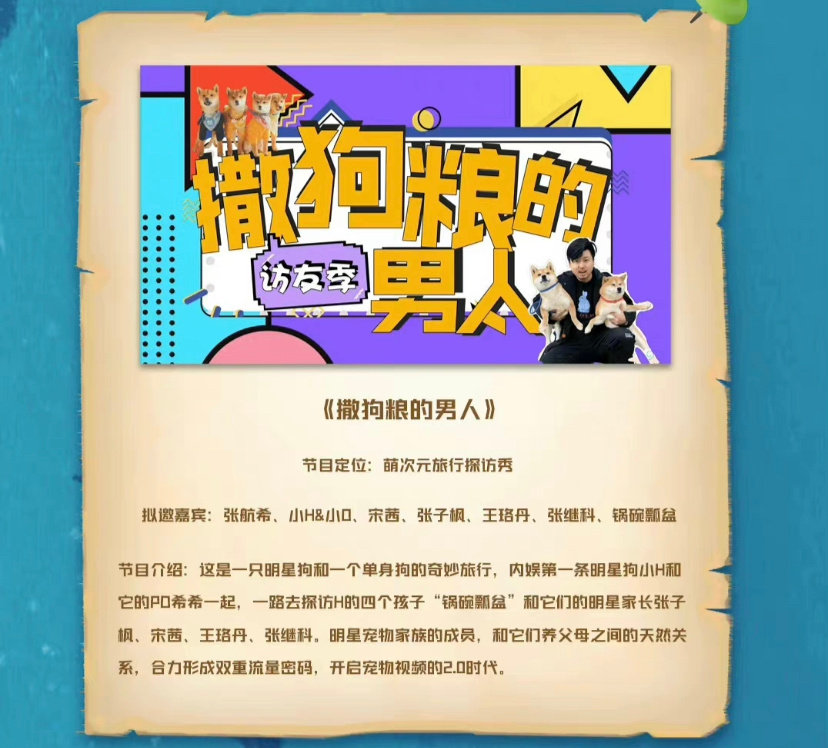 撒狗粮的
访友季
男人
《撒狗粮的男人》
节目定位：萌次元旅行探访秀
拟邀嘉宾：张航希、小H&小O、宋茜、张子枫、王珞丹、张继科、锅碗瓢盆
节目介绍：这是一只明星狗和一个单身狗的奇妙旅行，内娱第一条明星狗小H和
它的PD希希一起，一路去探访H的四个孩子“锅碗瓢盆”和它们的明星家长张子
枫、宋茜、王珞丹、张继科。明星宠物家族的成员，和它们养父母之间的天然关
系，合力形成双重流量密码，开启宠物视频的2.0时代。